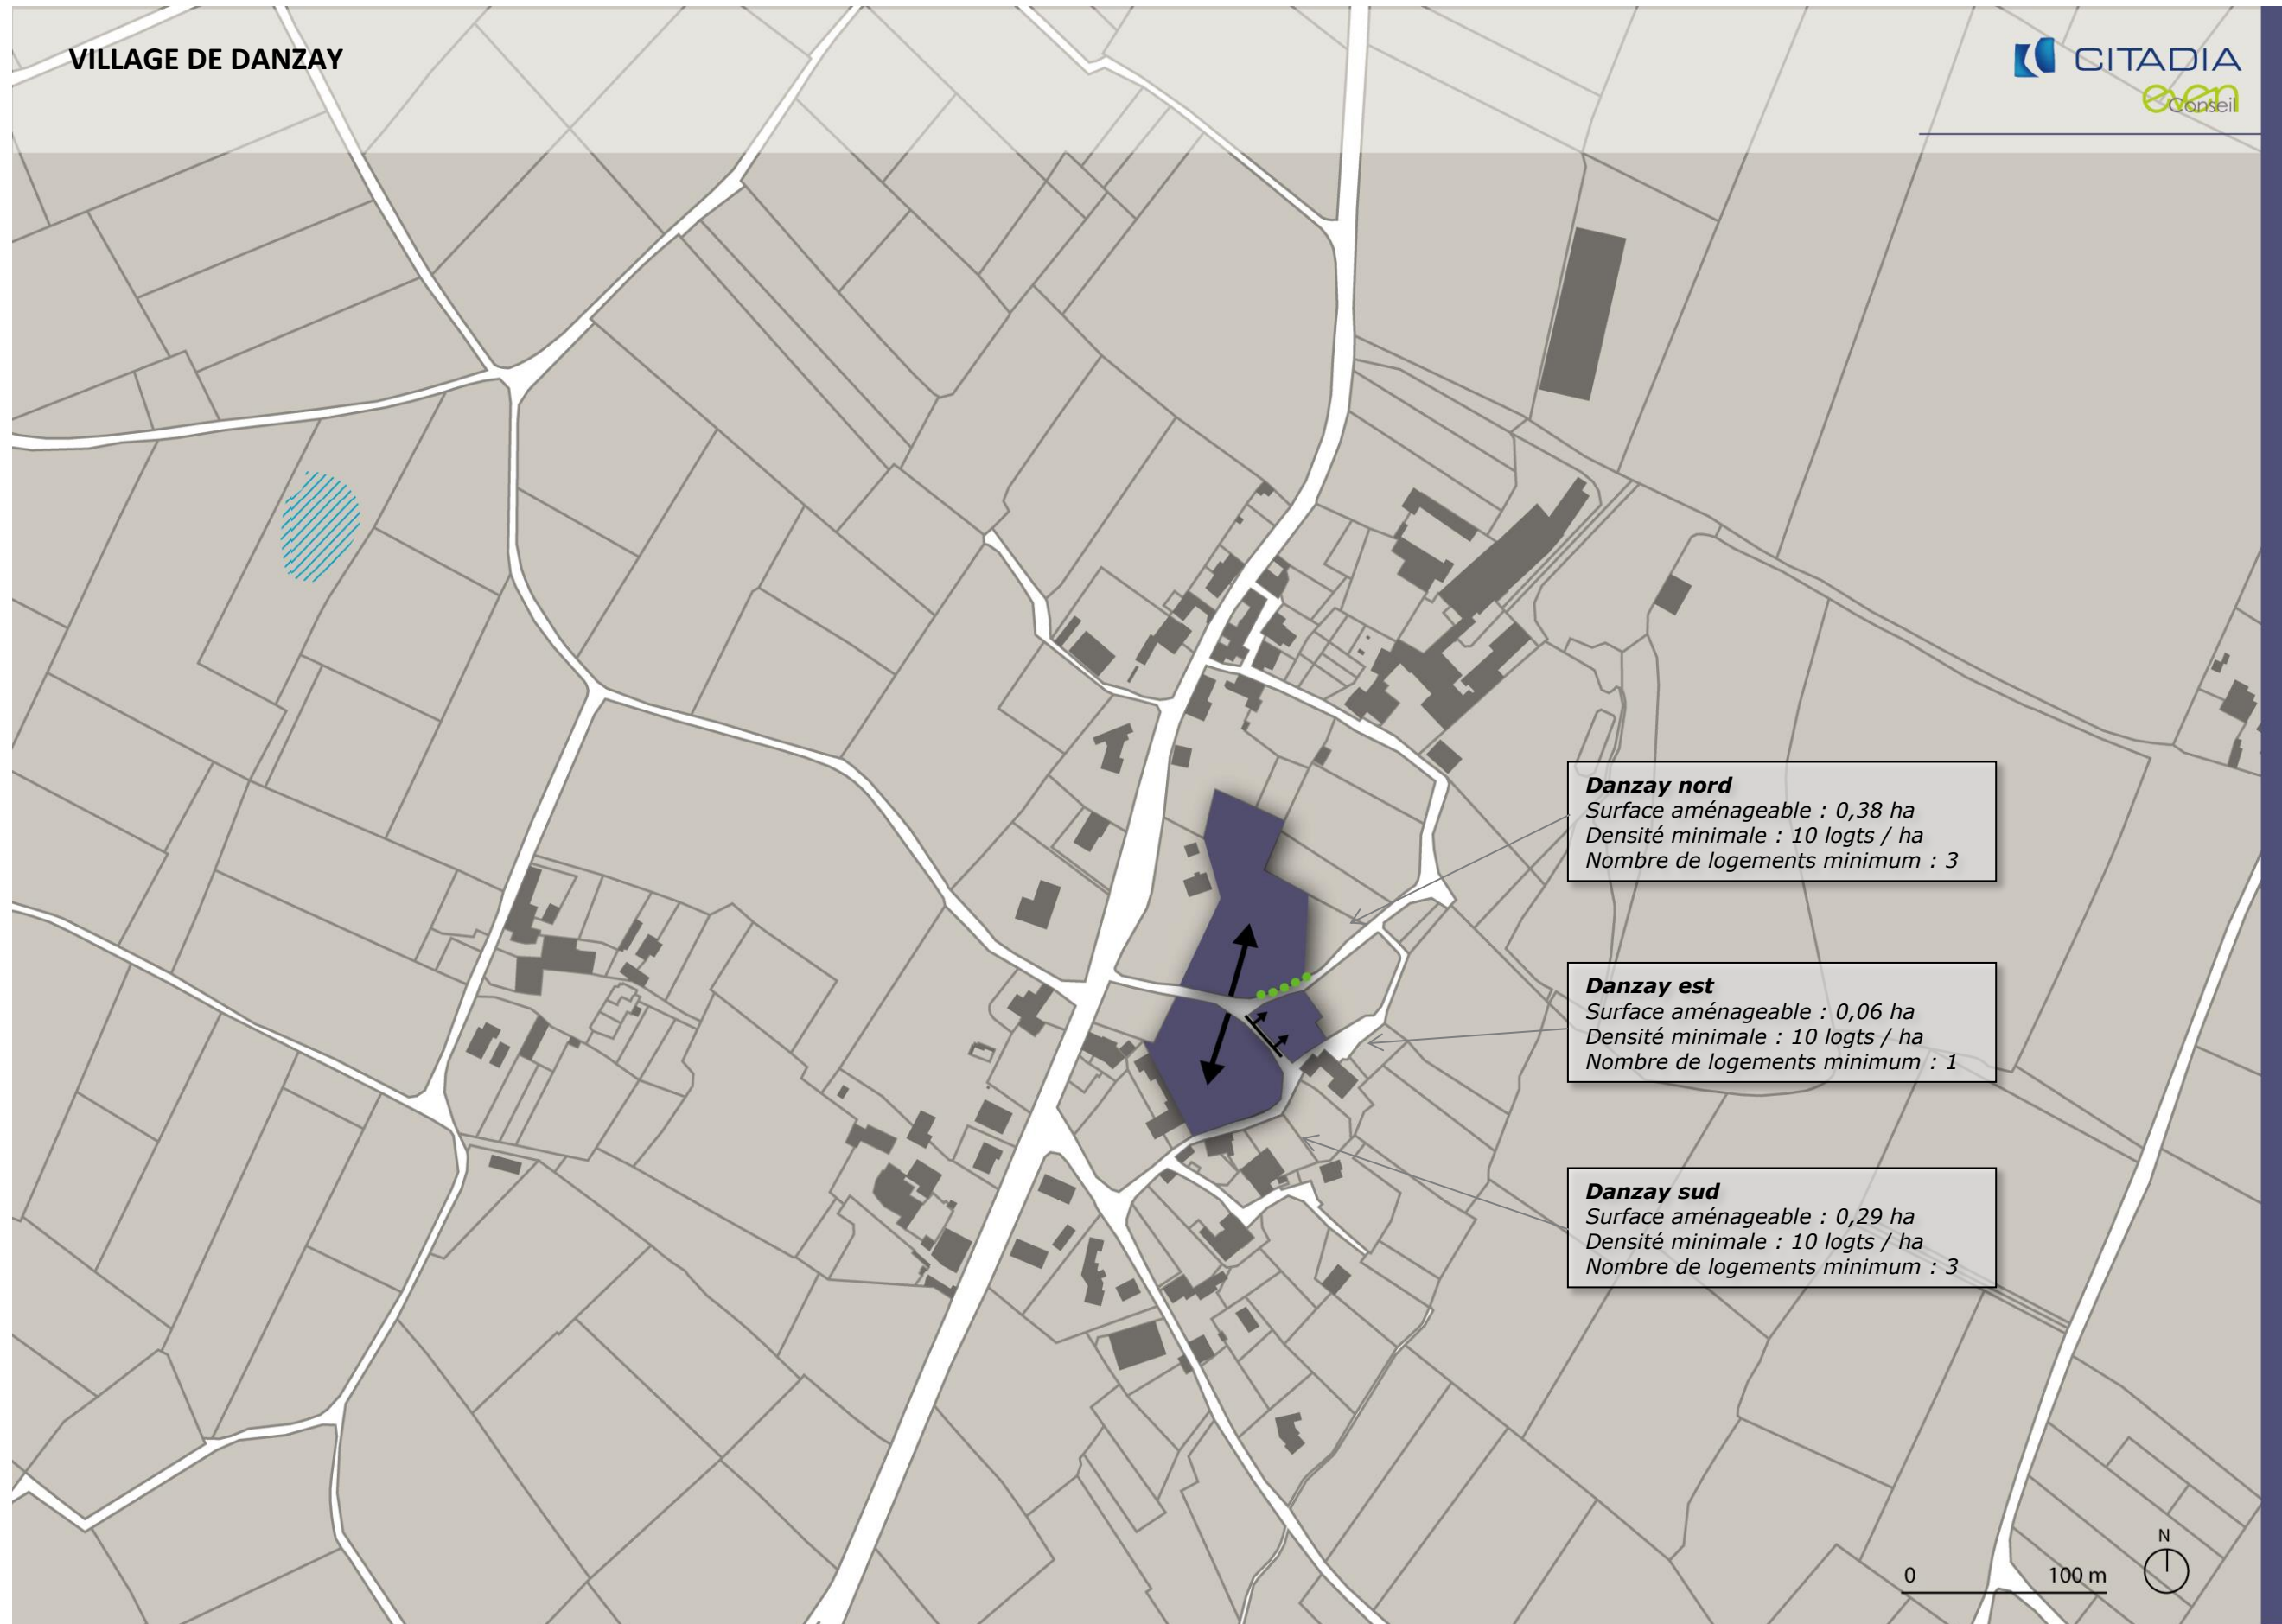 VILLAGE DE DANZAY
CITADIA
even
Conseil
Danzay nord
Surface aménageable : 0,38 ha
Densité minimale : 10 logts / ha
Nombre de logements minimum : 3
Danzay est
Surface aménageable : 0,06 ha
Densité minimale : 10 logts / ha
Nombre de logements minimum : 1
Danzay sud
Surface aménageable : 0,29 ha
Densité minimale : 10 logts / ha
Nombre de logements minimum : 3
N
0 100 m